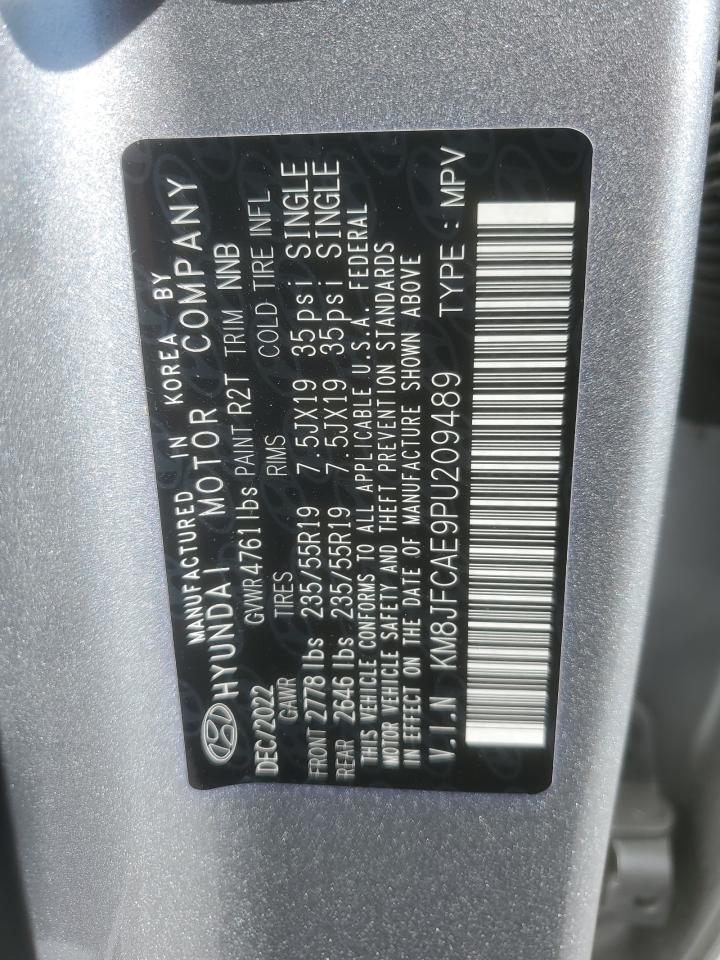 MANUFACTURED IN KOREA BY
HYUNDAI MOTOR COMPANY
DEC/2022 GVWR 4761 lbs PAINT R2T TRIM NNB
GAWR TIRES RMS COLD TIRE INFL
FRONT 2778 lbs 235/55R19 7.5JX19 35psi SINGLE
REAR 2646 lbs 235/55R19 7.5JX19 35psi SINGLE
THIS VEHICLE CONFORMS TO ALL APPLICABLE U.S.A. FEDERAL
MOTOR VEHICLE SAFETY AND THEFT PREVENTION STANDARDS
IN EFFECT ON THE DATE OF MANUFACTURE SHOWN ABOVE
V.I.N KM8JFCAE9PU209489 TYPE : MPV